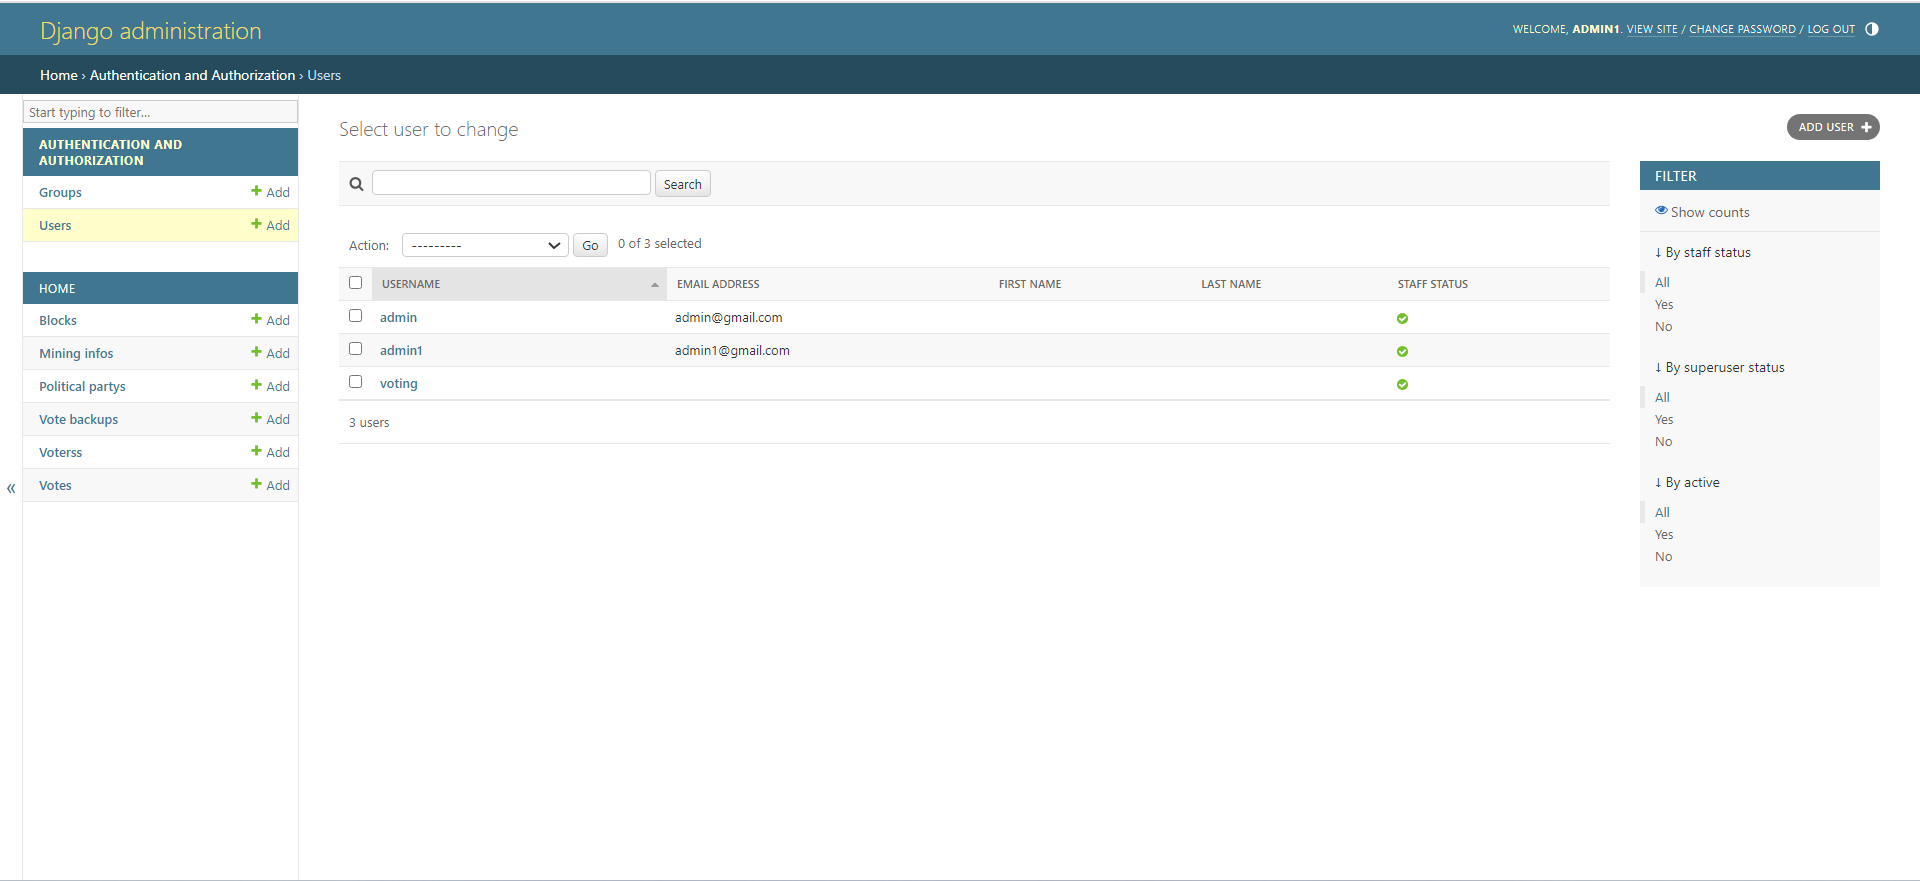 Django administration
WELCOME, ADMIN1. VIEW SITE / CHANGE PASSWORD / LOG OUT
Home › Authentication and Authorization › Users
Start typing to filter...
AUTHENTICATION AND
AUTHORIZATION
Groups + Add
Users + Add
HOME
Blocks + Add
Mining infos + Add
Political partys + Add
Vote backups + Add
Voterss + Add
Votes + Add
«
Select user to change
ADD USER +
Search
Action: --------- Go 0 of 3 selected
USERNAME EMAIL ADDRESS FIRST NAME LAST NAME STAFF STATUS
admin admin@gmail.com
admin1 admin1@gmail.com
voting
3 users
FILTER
Show counts
↓ By staff status
All
Yes
No
↓ By superuser status
All
Yes
No
↓ By active
All
Yes
No